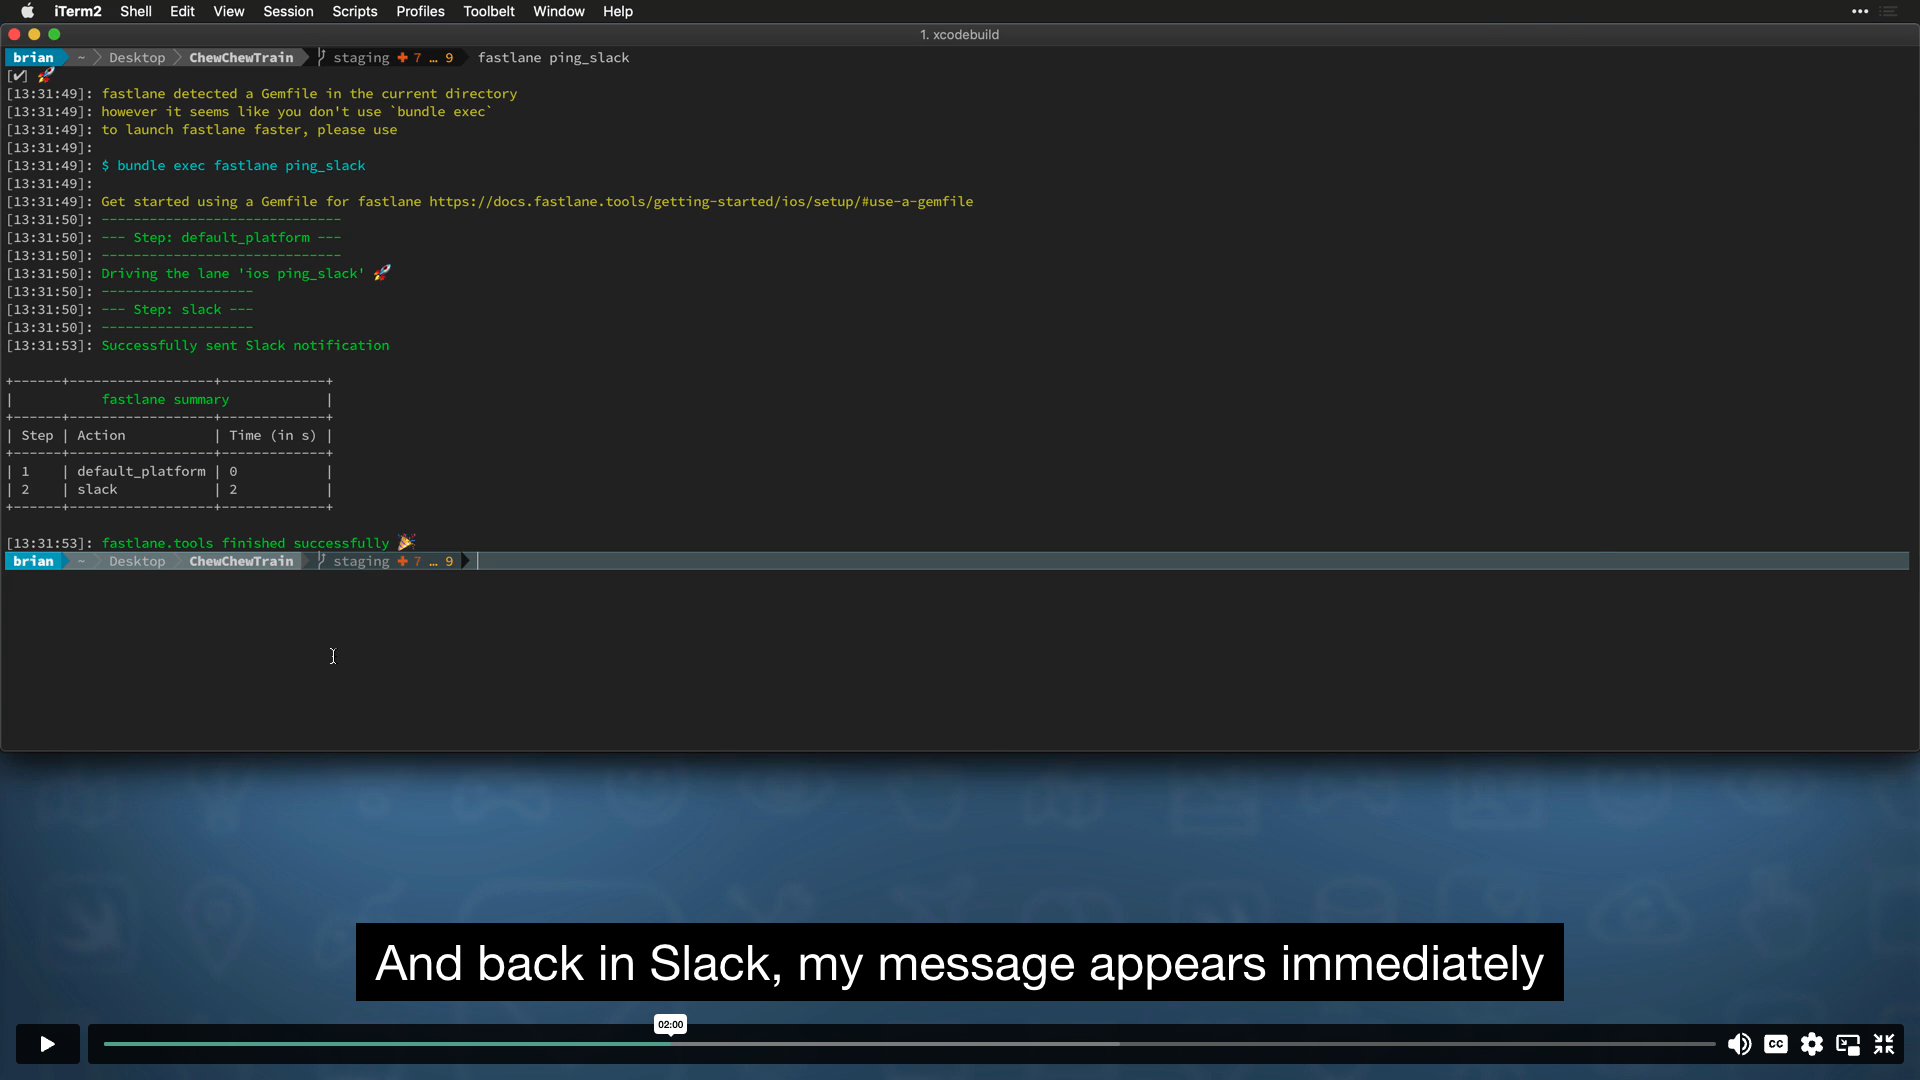 iTerm2 Shell Edit View Session Scripts Profiles Toolbelt Window Help •••
1. xcodebuild
brian ~ Desktop ChewChewTrain staging ✚ 7 … 9 fastlane ping_slack
[✔] 🚀
[13:31:49]: fastlane detected a Gemfile in the current directory
[13:31:49]: however it seems like you don't use `bundle exec`
[13:31:49]: to launch fastlane faster, please use
[13:31:49]:
[13:31:49]: $ bundle exec fastlane ping_slack
[13:31:49]:
[13:31:49]: Get started using a Gemfile for fastlane https://docs.fastlane.tools/getting-started/ios/setup/#use-a-gemfile
[13:31:50]: ------------------------------
[13:31:50]: --- Step: default_platform ---
[13:31:50]: ------------------------------
[13:31:50]: Driving the lane 'ios ping_slack' 🚀
[13:31:50]: -------------------
[13:31:50]: --- Step: slack ---
[13:31:50]: -------------------
[13:31:53]: Successfully sent Slack notification
+------+------------------+-------------+
|           fastlane summary            |
+------+------------------+-------------+
| Step | Action           | Time (in s) |
+------+------------------+-------------+
| 1    | default_platform | 0           |
| 2    | slack            | 2           |
+------+------------------+-------------+
[13:31:53]: fastlane.tools finished successfully 🎉
brian ~ Desktop ChewChewTrain staging ✚ 7 … 9
And back in Slack, my message appears immediately
02:00
CC